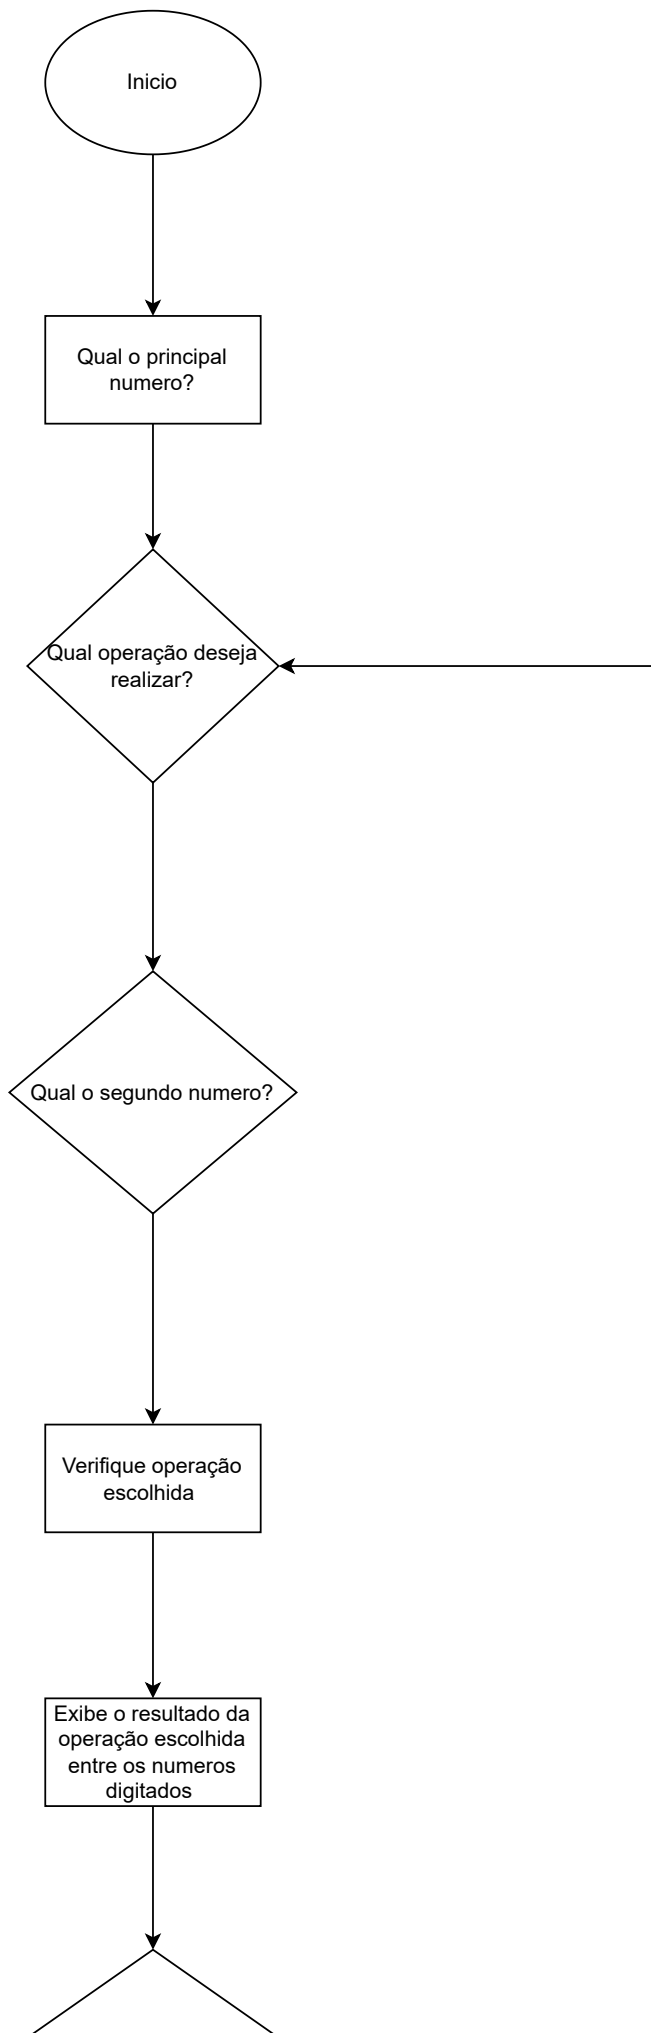 Inicio
Qual o principal
numero?
Qual operação deseja
realizar?
Qual o segundo numero?
Verifique operação
escolhida
Exibe o resultado da
operação escolhida
entre os numeros
digitados